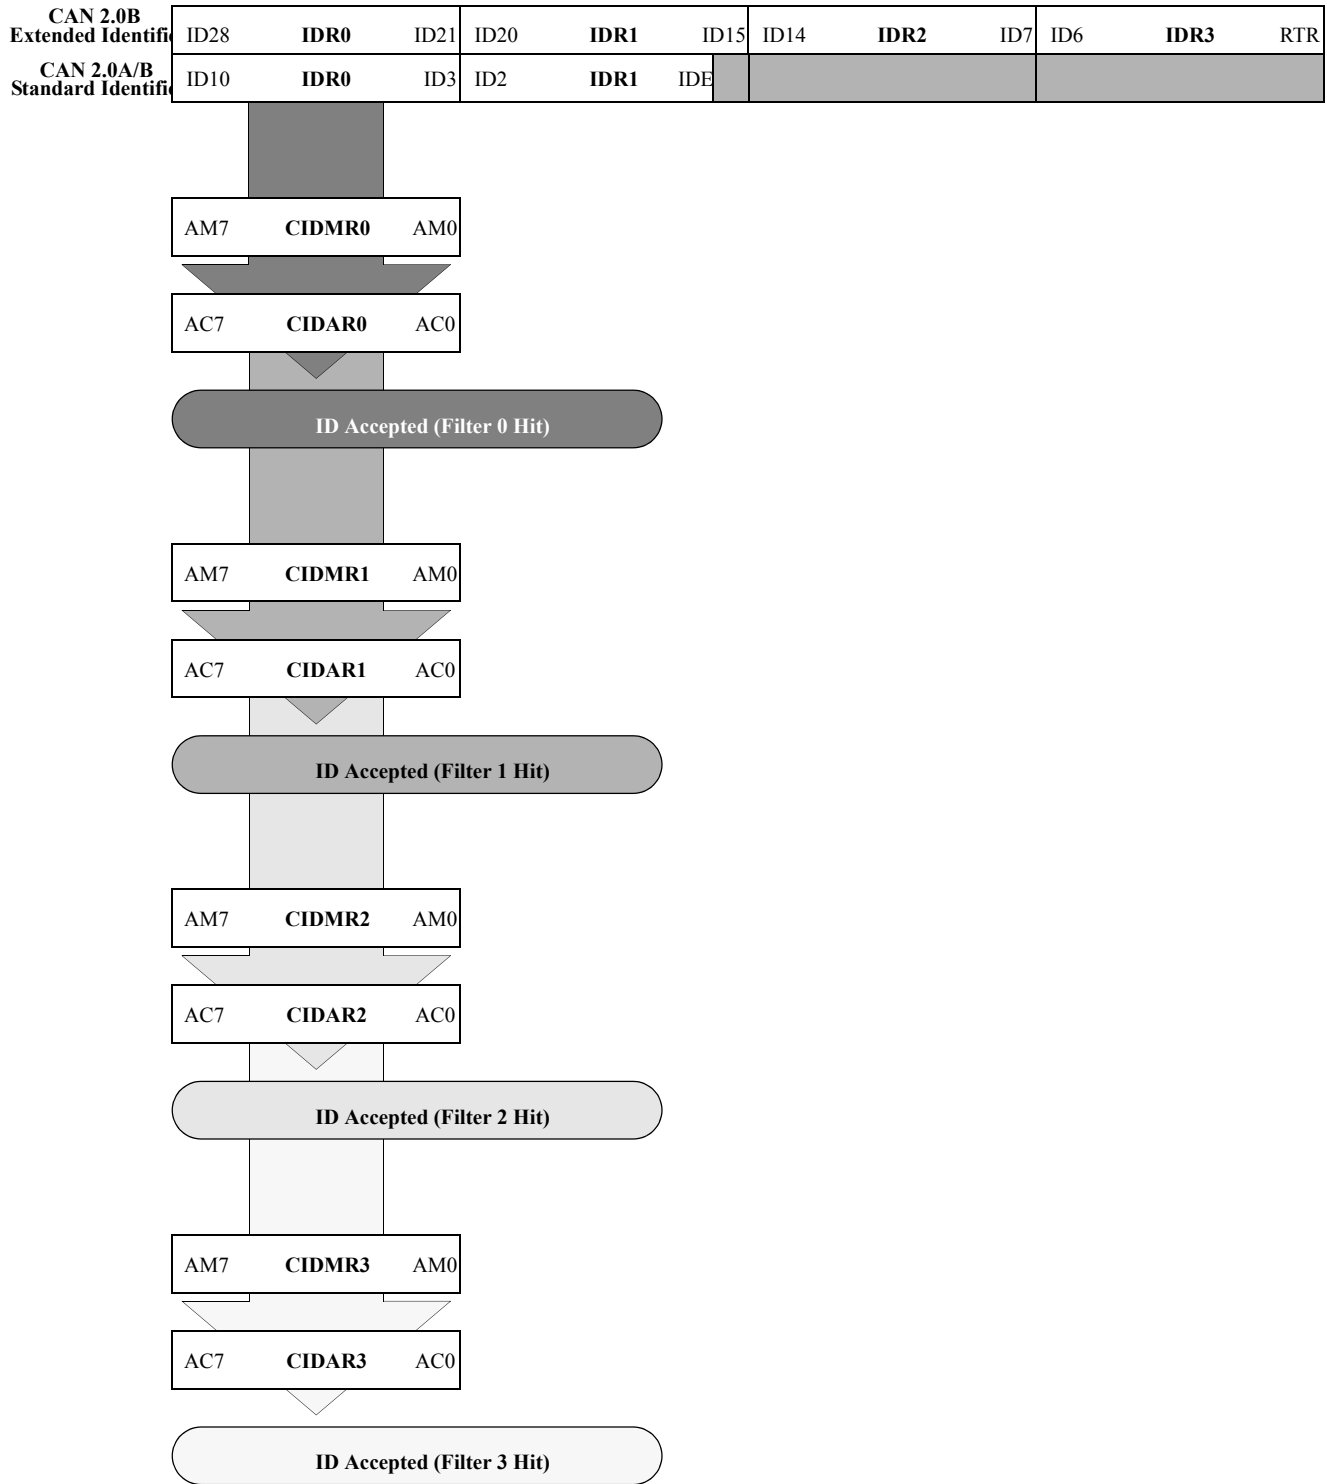 CAN 2.0B
Extended Identifie ID28 IDR0 ID21 ID20 IDR1 ID15 ID14 IDR2 ID7 ID6 IDR3 RTR
CAN 2.0A/B
Standard Identifie ID10 IDR0 ID3 ID2 IDR1 IDE
AM7 CIDMR0 AM0
AC7 CIDAR0 AC0
ID Accepted (Filter 0 Hit)
AM7 CIDMR1 AM0
AC7 CIDAR1 AC0
ID Accepted (Filter 1 Hit)
AM7 CIDMR2 AM0
AC7 CIDAR2 AC0
ID Accepted (Filter 2 Hit)
AM7 CIDMR3 AM0
AC7 CIDAR3 AC0
ID Accepted (Filter 3 Hit)